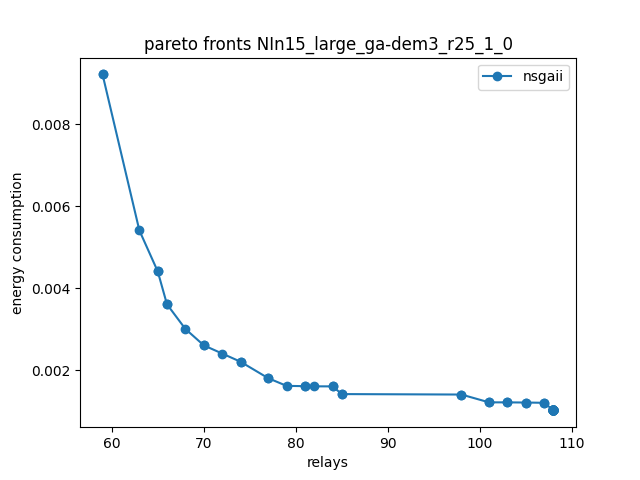 pareto fronts NIn15_large_ga-dem3_r25_1_0
nsgaii
energy consumption
0.008
0.006
0.004
0.002
60 70 80 90 100 110
relays